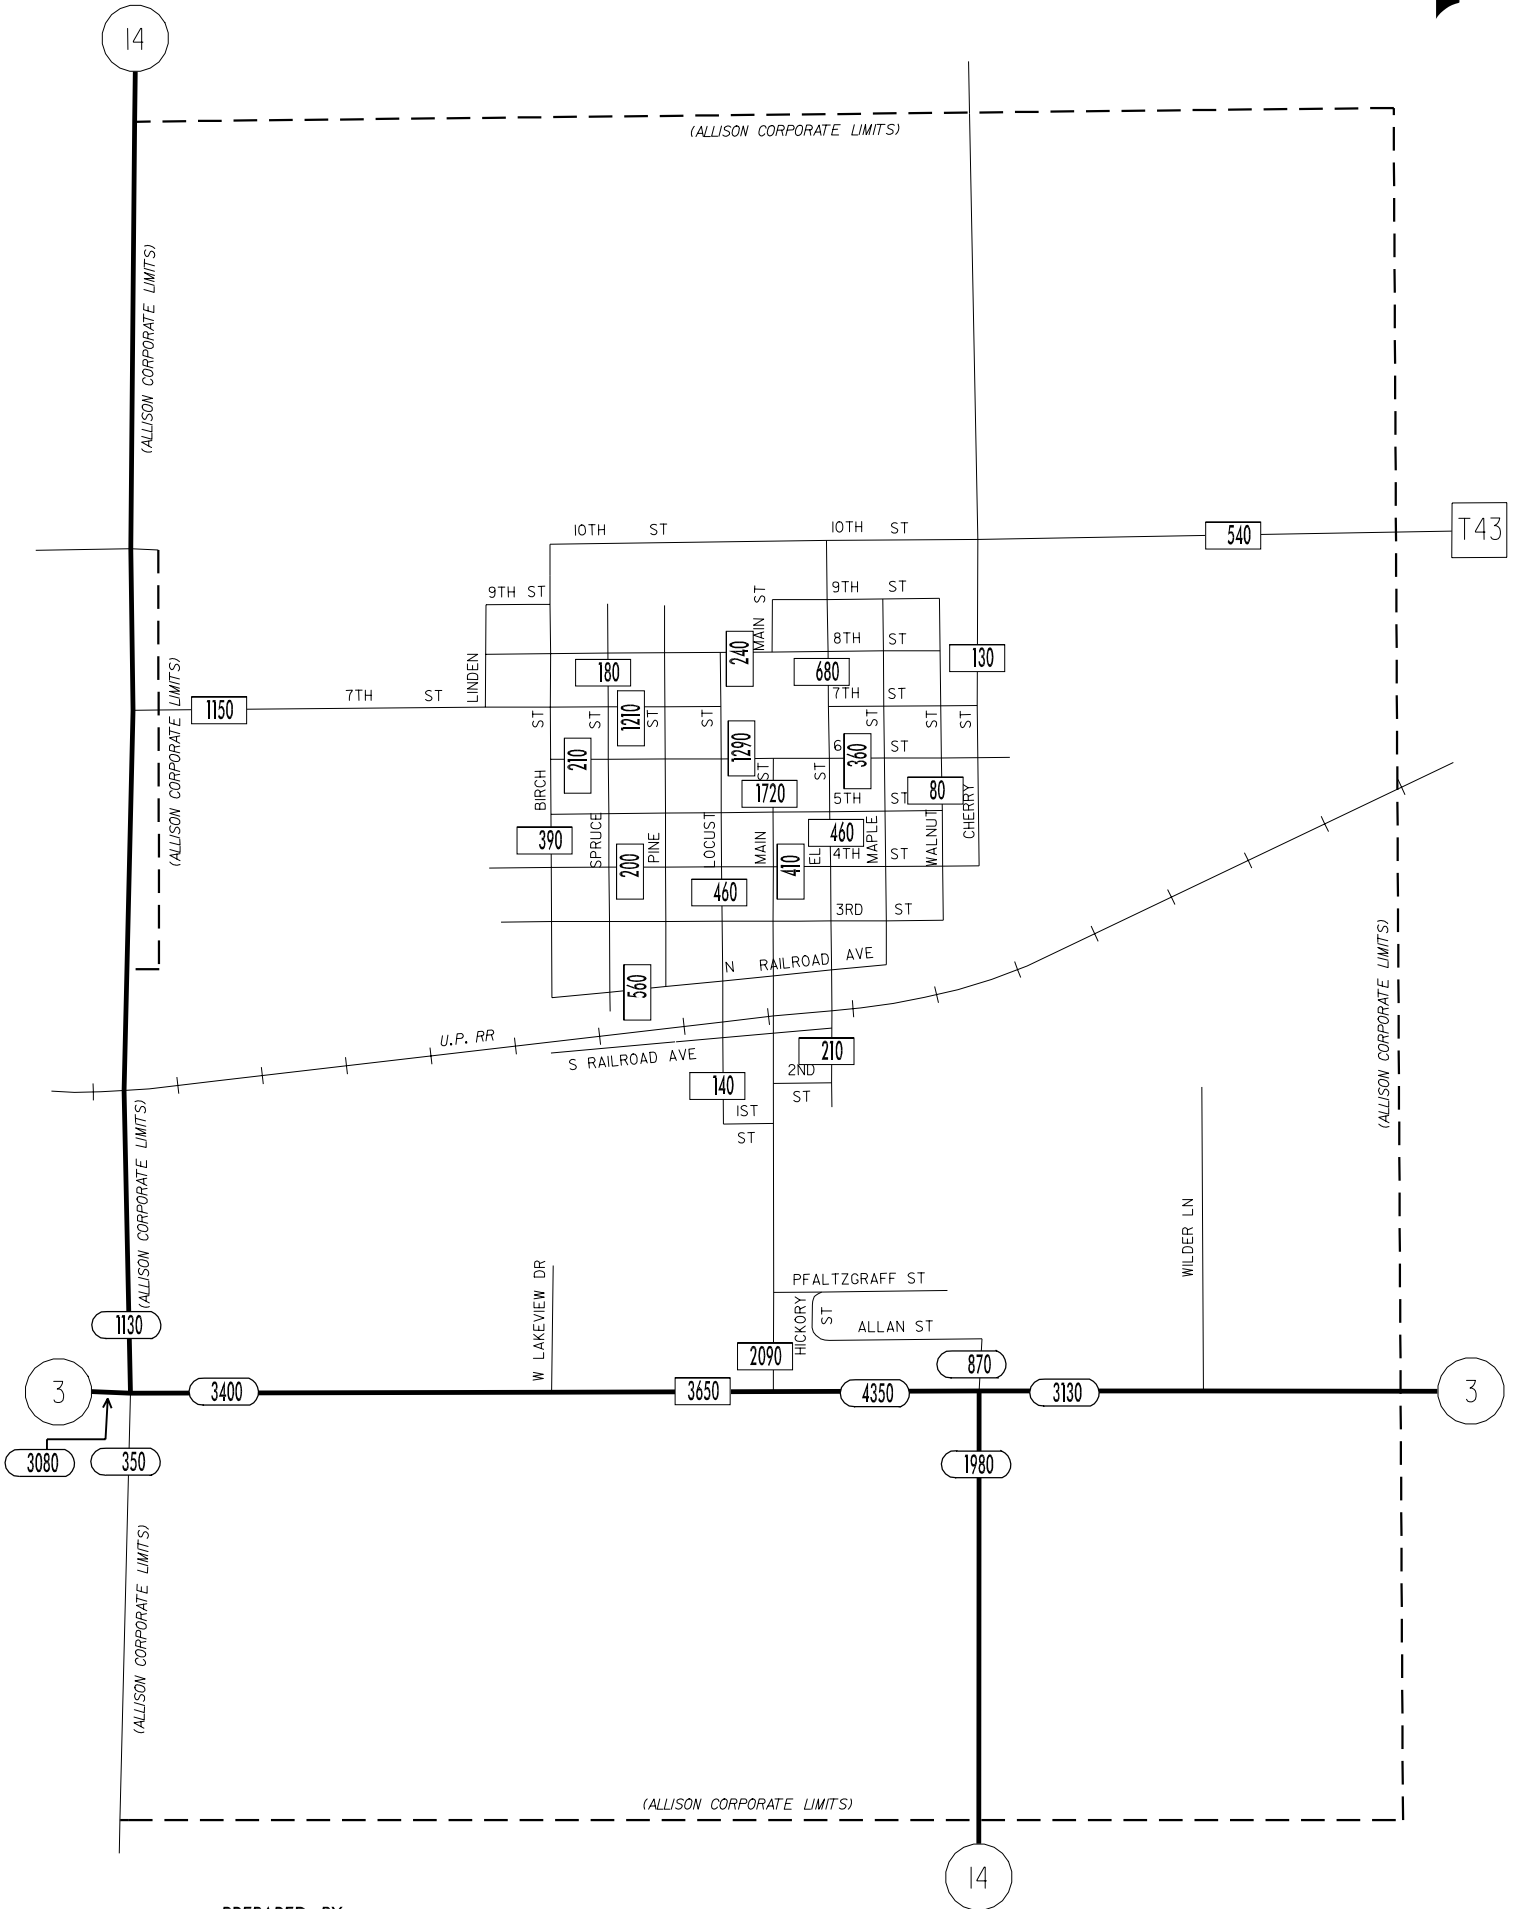 14
(ALLISON CORPORATE LIMITS)
(ALLISON CORPORATE LIMITS)
10TH ST
10TH ST
540
T43
9TH ST
MAIN ST
9TH ST
8TH ST
240
180
680
130
LINDEN
(ALLISON CORPORATE LIMITS)
7TH ST
7TH ST
1150
1210
ST
ST
ST
ST
ST
ST
ST
1290
6
ST
360
210
ST
ST
1720
80
5TH ST
BIRCH
390
SPRUCE
PINE
LOCUST
MAIN
EL
460
MAPLE
WALNUT
CHERRY
4TH ST
200
410
460
3RD ST
N RAILROAD AVE
560
(ALLISON CORPORATE LIMITS)
U.P. RR
S RAILROAD AVE
210
2ND
ST
140
1ST
ST
(ALLISON CORPORATE LIMITS)
WILDER LN
W LAKEVIEW DR
PFALTZGRAFF ST
HICKORY
ST
ALLAN ST
1130
2090
870
3
3400
3650
4350
3130
3
3080
350
1980
(ALLISON CORPORATE LIMITS)
(ALLISON CORPORATE LIMITS)
14
PREPARED BY